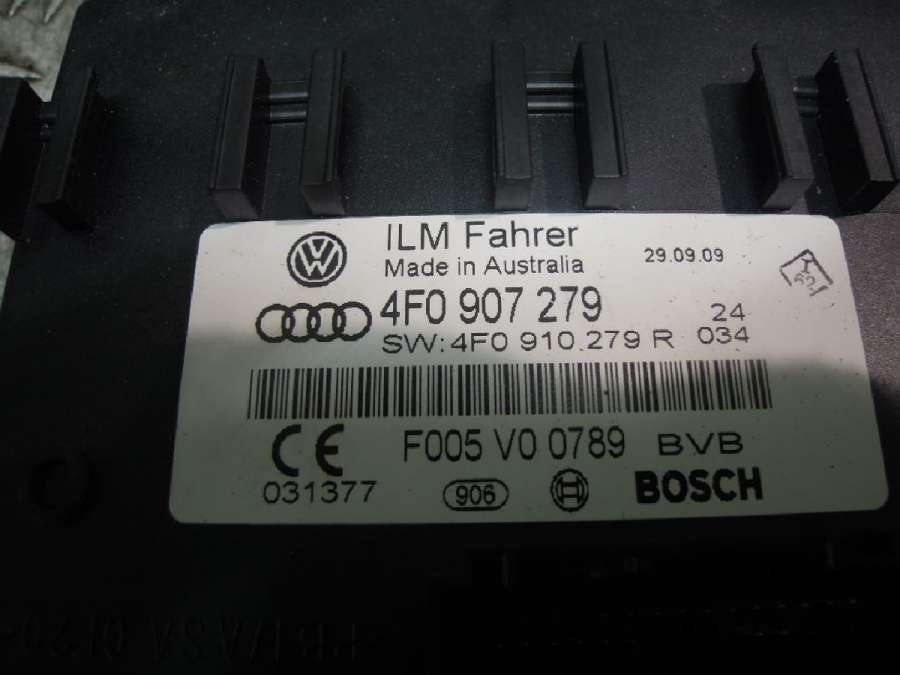 ILM Fahrer
Made in Australia
29.09.09
4F0 907 279
24
SW:4F0 910.279 R
034
CE
F005 V0 0789 BVB
031377
906
BOSCH